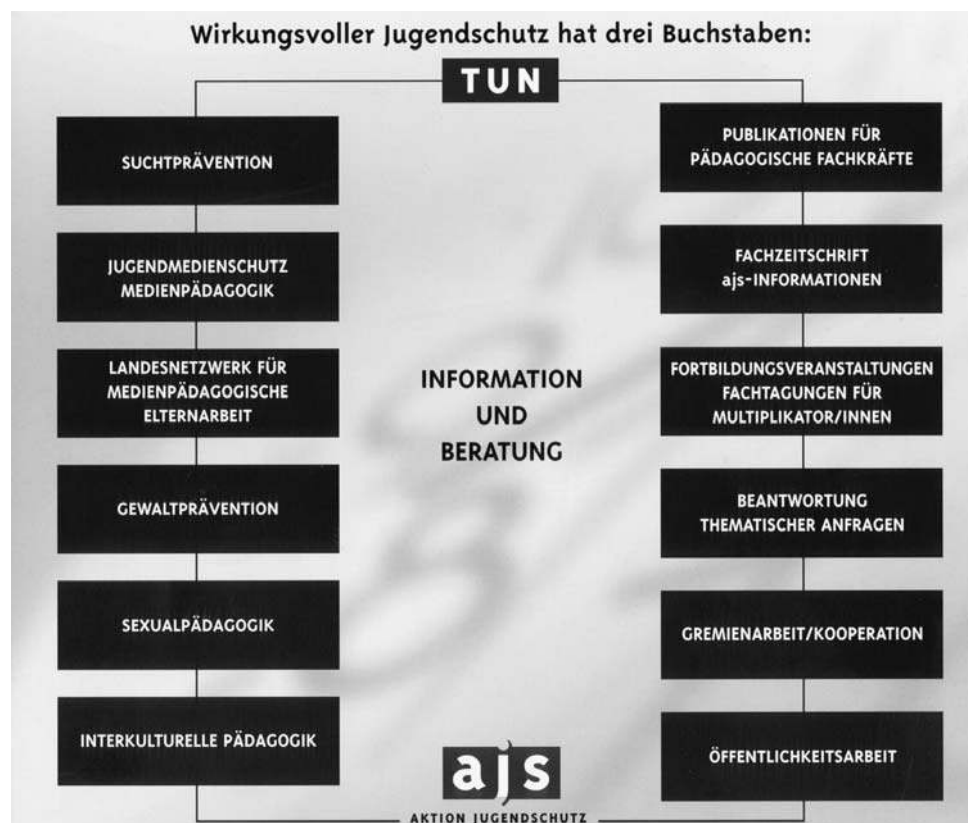 Wirkungsvoller Jugendschutz hat drei Buchstaben:
TUN
SUCHTPRÄVENTION
JUGENDMEDIENSCHUTZ
MEDIENPÄDAGOGIK
LANDESNETZWERK FÜR
MEDIENPÄDAGOGISCHE
ELTERNARBEIT
GEWALTPRÄVENTION
SEXUALPÄDAGOGIK
INTERKULTURELLE PÄDAGOGIK
INFORMATION
UND
BERATUNG
PUBLIKATIONEN FÜR
PÄDAGOGISCHE FACHKRÄFTE
FACHZEITSCHRIFT
ajs-INFORMATIONEN
FORTBILDUNGSVERANSTALTUNGEN
FACHTAGUNGEN FÜR
MULTIPLIKATOR/INNEN
BEANTWORTUNG
THEMATISCHER ANFRAGEN
GREMIENARBEIT/KOOPERATION
ÖFFENTLICHKEITSARBEIT
ajs
AKTION JUGENDSCHUTZ